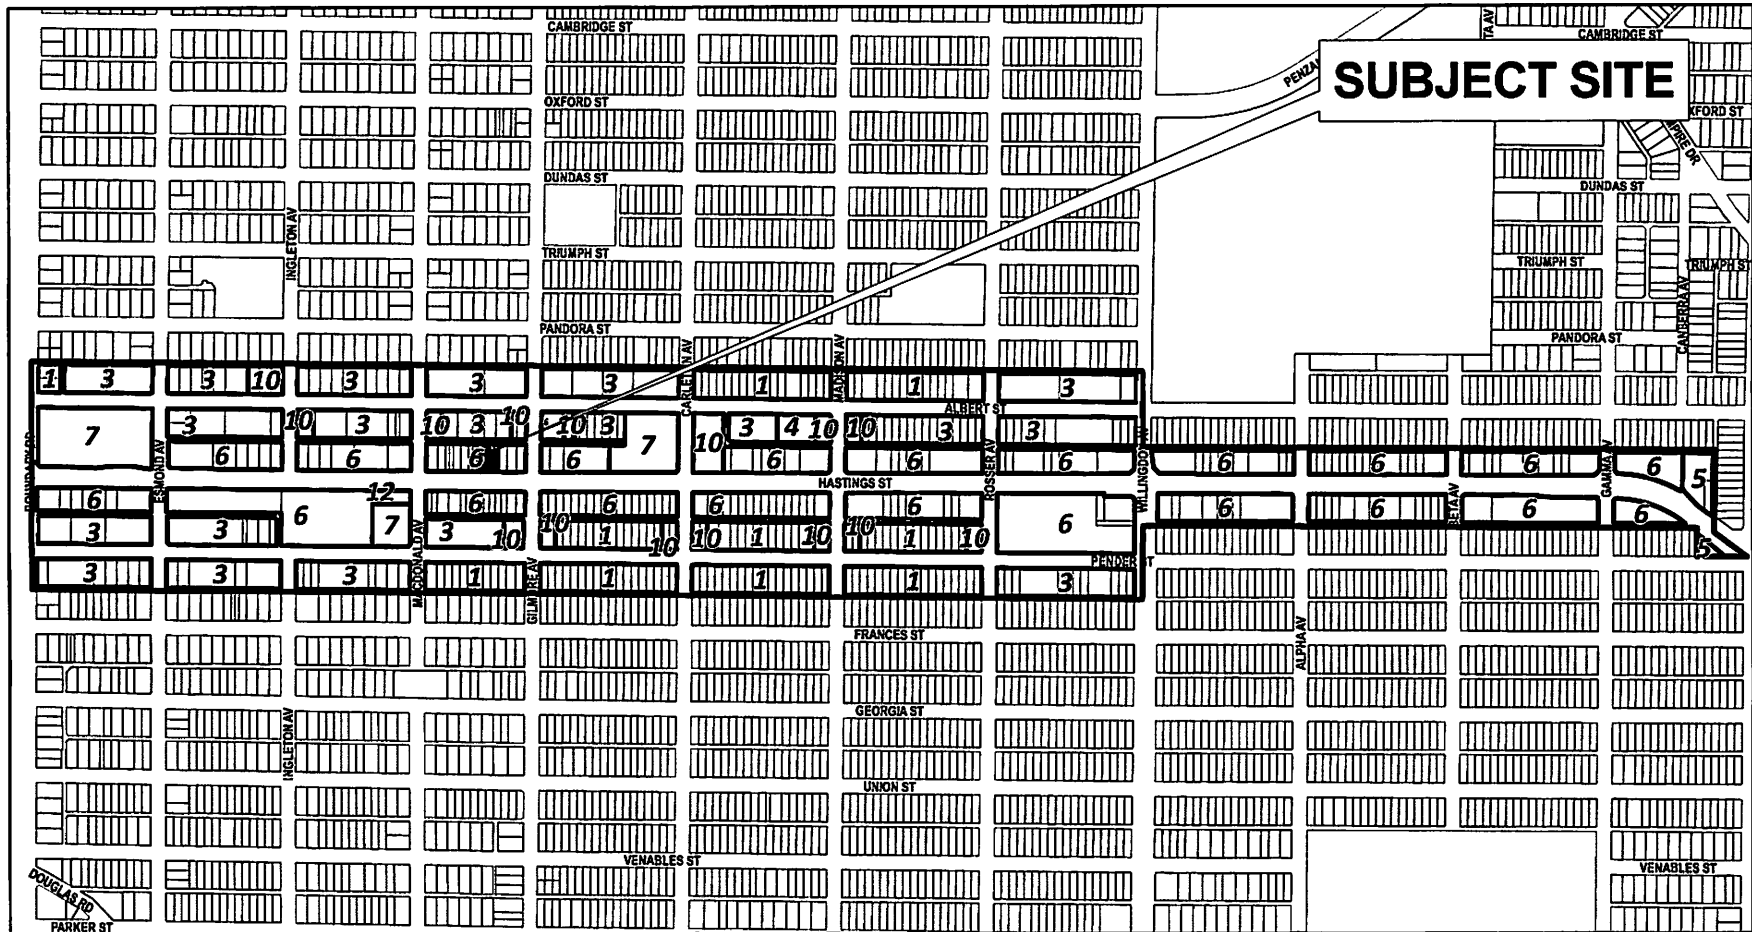 CAMBRIDGE ST
CAMBRIDGE ST
SUBJECT SITE
OXFORD ST
DUNDAS ST
DUNDAS ST
INGLETON AV
TRIUMPH ST
TRIUMPH ST
TRIUMPH ST
CANBERRA AV
PANDORA ST
PANDORA ST
CARLETON AV
MADISON AV
1 3 3 10 3 3 3 1 1 3
ALBERT ST
7 3 10 3 10 3 10 10 3 7 10 3 4 10 10 3 3
ESMOND AV
6 6 6 6 6 6 6 6 6 6 6 5
ROSSER AV
WILLINGDON AV
GAMMA AV
HASTINGS ST
6 6 12 7 6 6 6 6 6 6 6 6 6 5
BETA AV
3 3 3 10 10 1 10 10 1 10 10 1 10
MACDONALD AV
GILMORE AV
PENDER ST
3 3 3 1 1 1 1 3
FRANCES ST
ALPHA AV
GEORGIA ST
INGLETON AV
UNION ST
VENABLES ST
VENABLES ST
DOUGLAS RD
PARKER ST